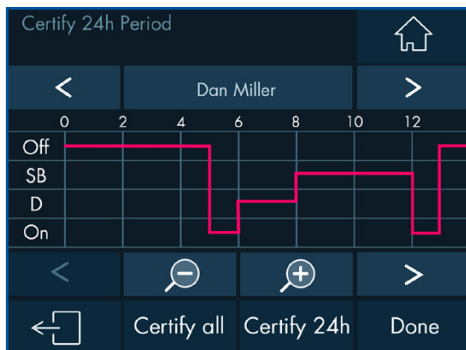 Certify 24h Period
Dan Miller
0 2 4 6 8 10 12
Off
SB
D
On
Certify all Certify 24h Done